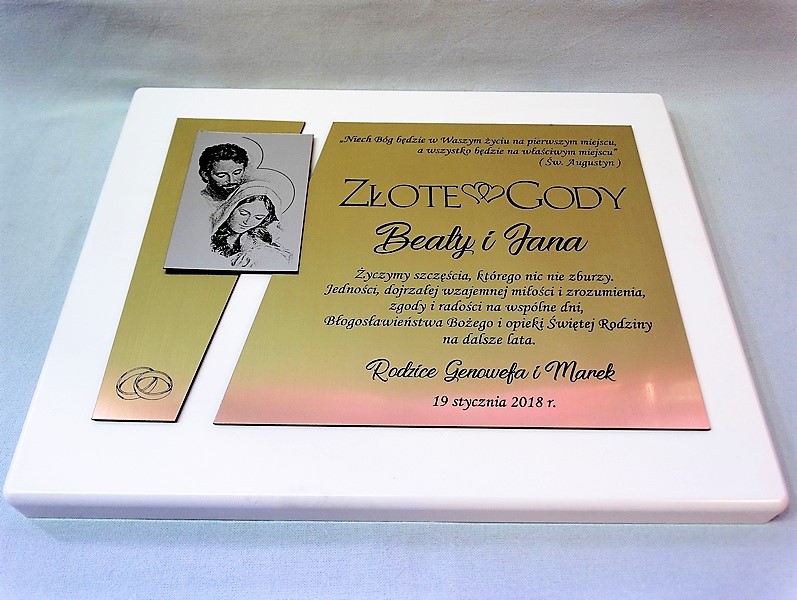 „Niech Bóg będzie w Waszym życiu na pierwszym miejscu,
a wszystko będzie na właściwym miejscu”
( Św. Augustyn )
ZŁOTE GODY
Beaty i Jana
Życzymy szczęścia, którego nic nie zburzy.
Jedności, dojrzałej wzajemnej miłości i zrozumienia,
zgody i radości na wspólne dni,
Błogosławieństwa Bożego i opieki Świętej Rodziny
na dalsze lata.
Rodzice Genowefa i Marek
19 stycznia 2018 r.